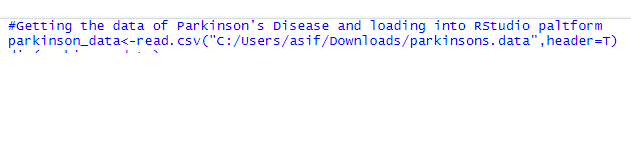 #Getting the data of Parkinson's Disease and loading into RStudio paltform
parkinson_data<-read.csv("C:/Users/asif/Downloads/parkinsons.data",header=T)